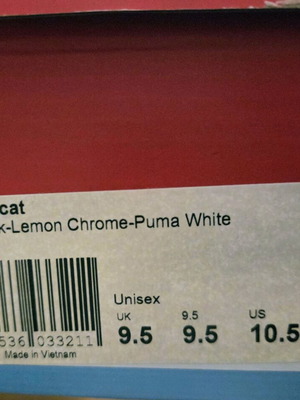 cat
k-Lemon Chrome-Puma White
Unisex
UK 9.5 US
9.5 9.5 10.5
536 033211
Made in Vietnam